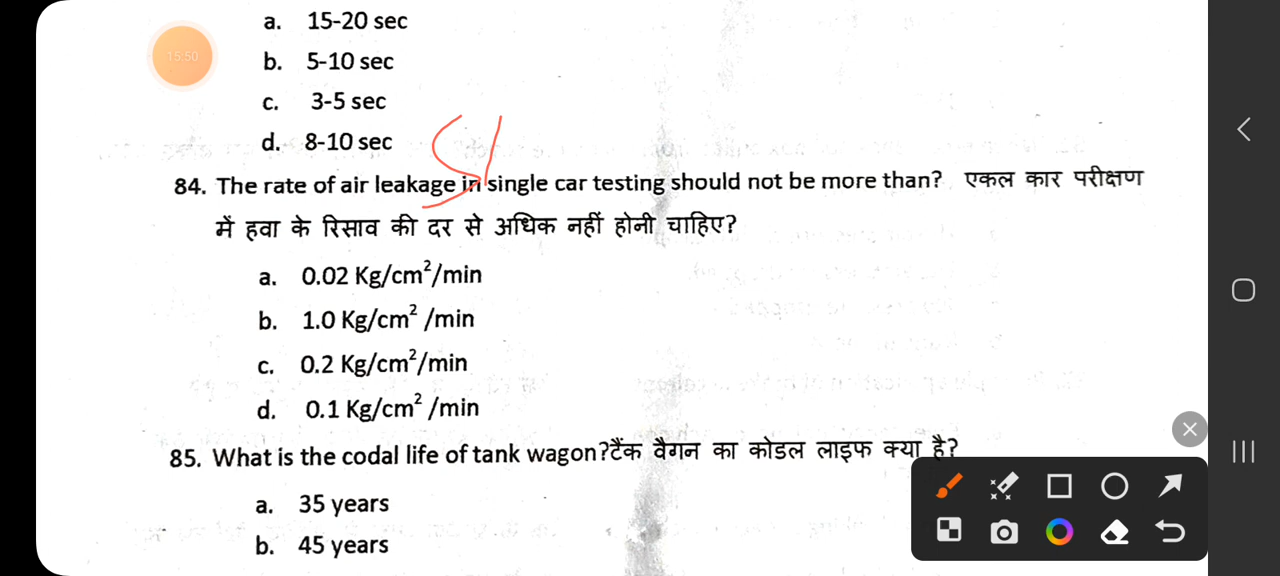 a. 15-20 sec
15:50
b. 5-10 sec
c. 3-5 sec
d. 8-10 sec
84. The rate of air leakage in single car testing should not be more than? एकल कार परीक्षण
में हवा के रिसाव की दर से अधिक नहीं होनी चाहिए?
a. 0.02 Kg/cm²/min
b. 1.0 Kg/cm² /min
c. 0.2 Kg/cm²/min
d. 0.1 Kg/cm² /min
85. What is the codal life of tank wagon?टैंक वैगन का कोडल लाइफ क्या है?
a. 35 years
b. 45 years